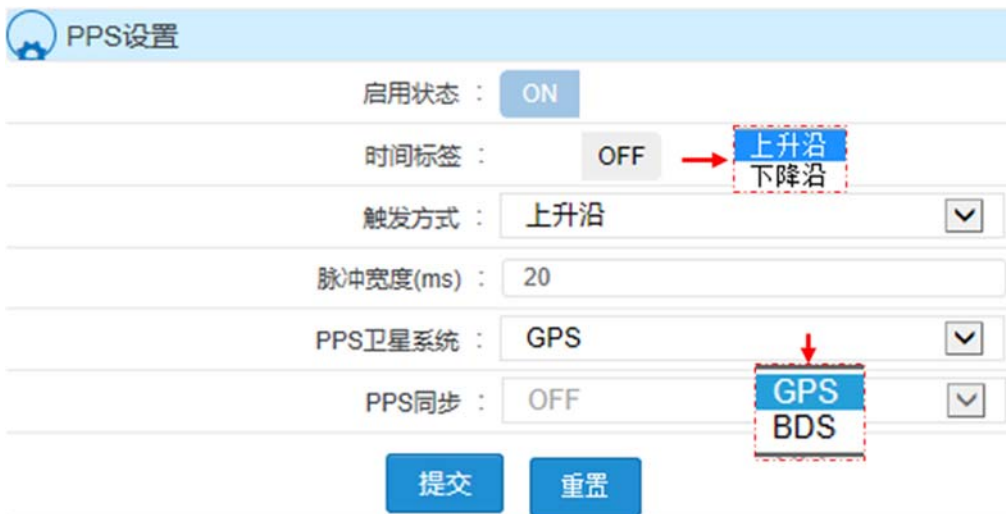 PPS设置
启用状态 : ON
时间标签 : OFF
上升沿
下降沿
触发方式 : 上升沿
脉冲宽度(ms) : 20
PPS卫星系统 : GPS
GPS
BDS
PPS同步 : OFF
提交 重置